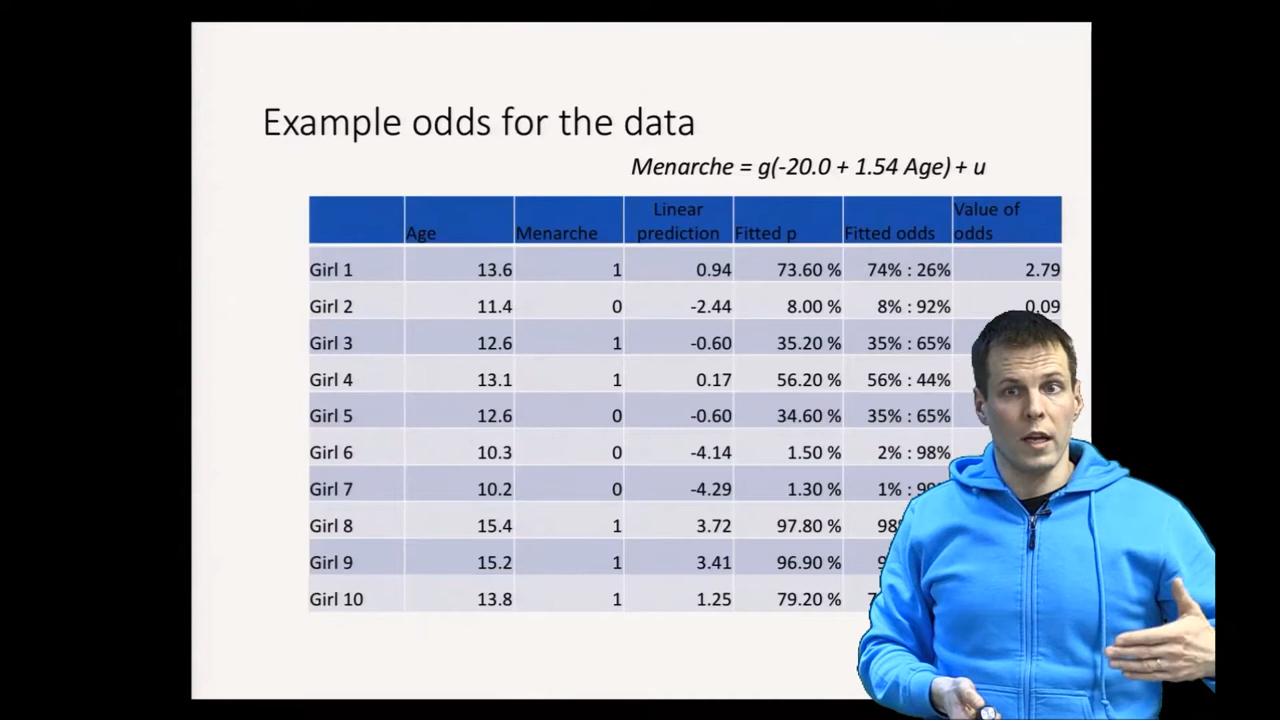 Example odds for the data
Menarche = g(-20.0 + 1.54 Age) + u
Age Menarche Linear prediction Fitted p Fitted odds Value of odds
Girl 1 13.6 1 0.94 73.60 % 74% : 26% 2.79
Girl 2 11.4 0 -2.44 8.00 % 8% : 92% 0.09
Girl 3 12.6 1 -0.60 35.20 % 35% : 65%
Girl 4 13.1 1 0.17 56.20 % 56% : 44%
Girl 5 12.6 0 -0.60 34.60 % 35% : 65%
Girl 6 10.3 0 -4.14 1.50 % 2% : 98%
Girl 7 10.2 0 -4.29 1.30 % 1% :
Girl 8 15.4 1 3.72 97.80 %
Girl 9 15.2 1 3.41 96.90 %
Girl 10 13.8 1 1.25 79.20 %